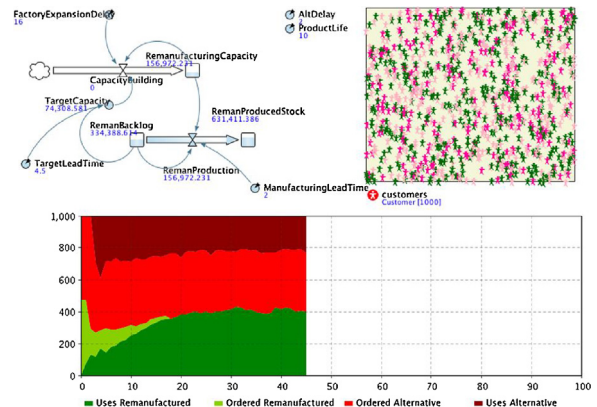 FactoryExpansionDelay
16
AltDelay
ProductLife
10
RemanufacturingCapacity
156,972.231
CapacityBuilding
0
TargetCapacity
74,308.581
RemanBacklog
334,388.614
RemanProducedStock
631,411.386
TargetLeadTime
4.5
RemanProduction
156,972.231
ManufacturingLeadTime
2
customers
Customer [1000]
1,000
800
600
400
200
0
0 10 20 30 40 50 60 70 80 90 100
Uses Remanufactured Ordered Remanufactured Ordered Alternative Uses Alternative